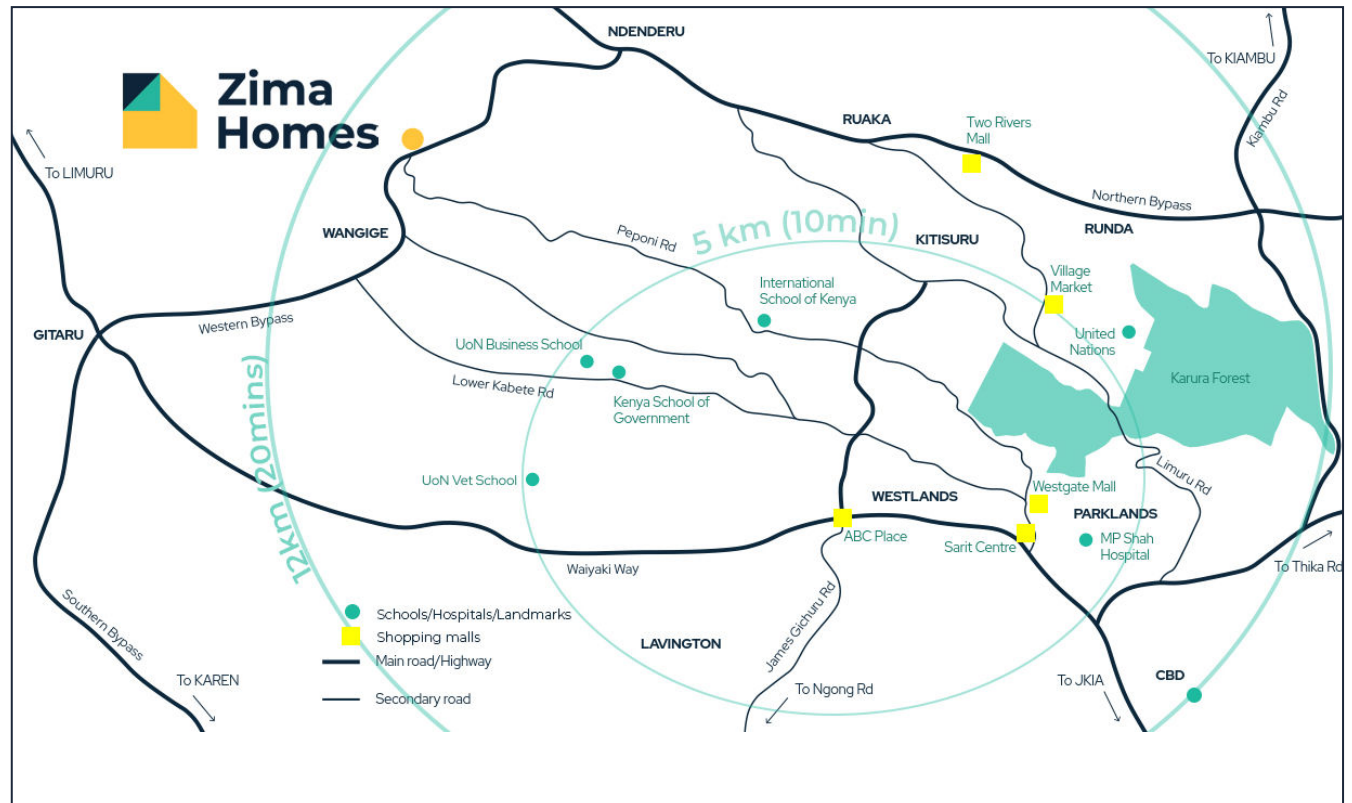 NDENDERU
To KIAMBU
Zima
Homes
Kiambu Rd
RUAKA
Two Rivers
Mall
To LIMURU
Northern Bypass
WANGIGE
Peponi Rd
5 km (10min)
KITISURU
RUNDA
International
School of Kenya
Village
Market
GITARU
Western Bypass
UoN Business School
United
Nations
Karura Forest
Lower Kabete Rd
Kenya School of
Government
12km (20mins)
UoN Vet School
Limuru Rd
Westgate Mall
WESTLANDS
PARKLANDS
ABC Place
Sarit Centre
MP Shah
Hospital
Waiyaki Way
To Thika Rd
Southern Bypass
Schools/Hospitals/Landmarks
Shopping malls
Main road/Highway
Secondary road
James Gichuru Rd
LAVINGTON
To KAREN
To Ngong Rd
To JKIA
CBD